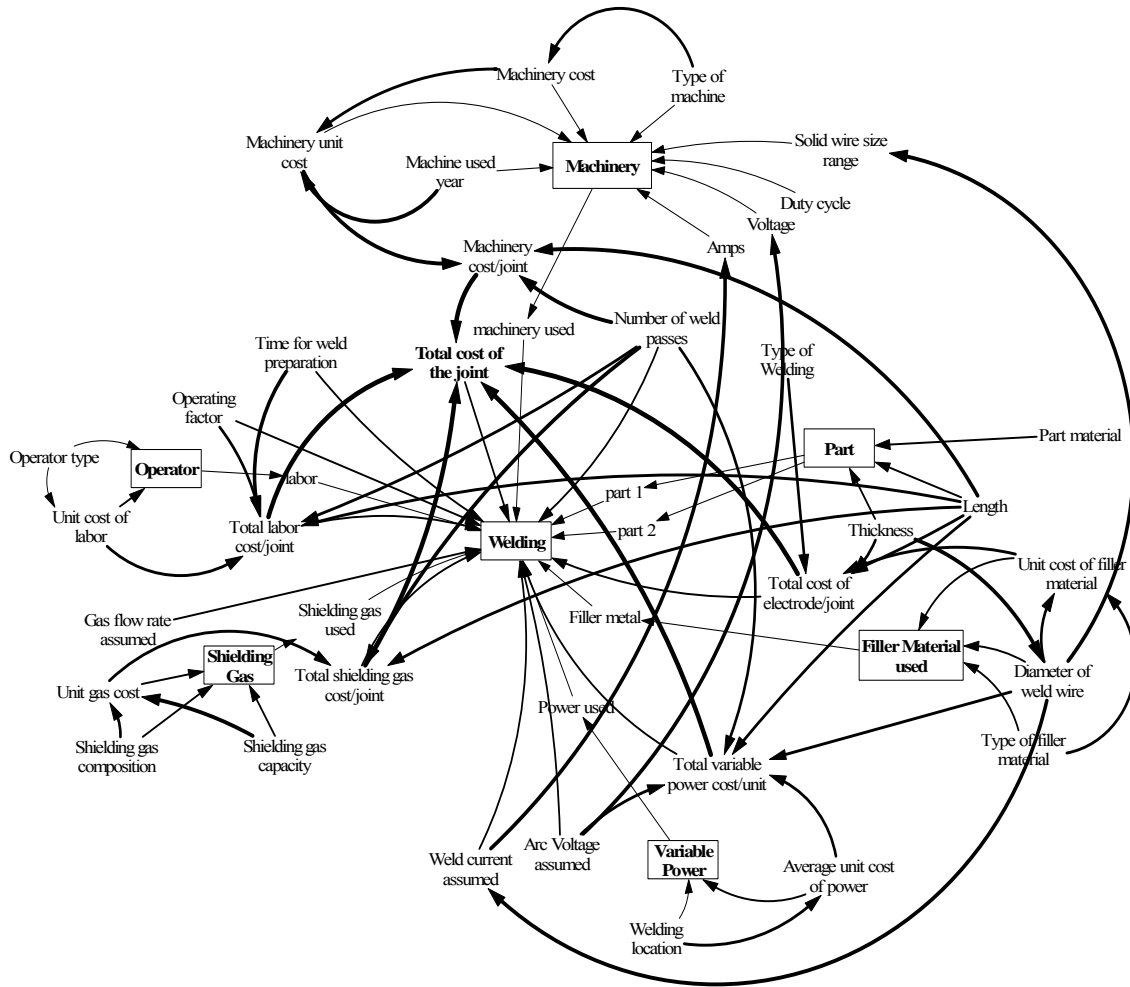 Machinery cost
Type of
machine
Machinery unit
cost
Machine used
year
Machinery
Solid wire size
range
Duty cycle
Voltage
Amps
Machinery
cost/joint
machinery used
Number of weld
passes
Time for weld
preparation
Total cost of
the joint
Type of
Welding
Operating
factor
Part
Part material
Operator type
Operator
labor
part 1
Unit cost of
labor
Total labor
cost/joint
part 2
Length
Thickness
Welding
Unit cost of filler
material
Total cost of
electrode/joint
Gas flow rate
assumed
Shielding gas
used
Filler metal
Filler Material
used
Shielding
Gas
Total shielding gas
cost/joint
Diameter of
weld wire
Unit gas cost
Power used
Shielding gas
composition
Shielding gas
capacity
Type of filler
material
Total variable
power cost/unit
Weld current
assumed
Arc Voltage
assumed
Variable
Power
Average unit cost
of power
Welding
location